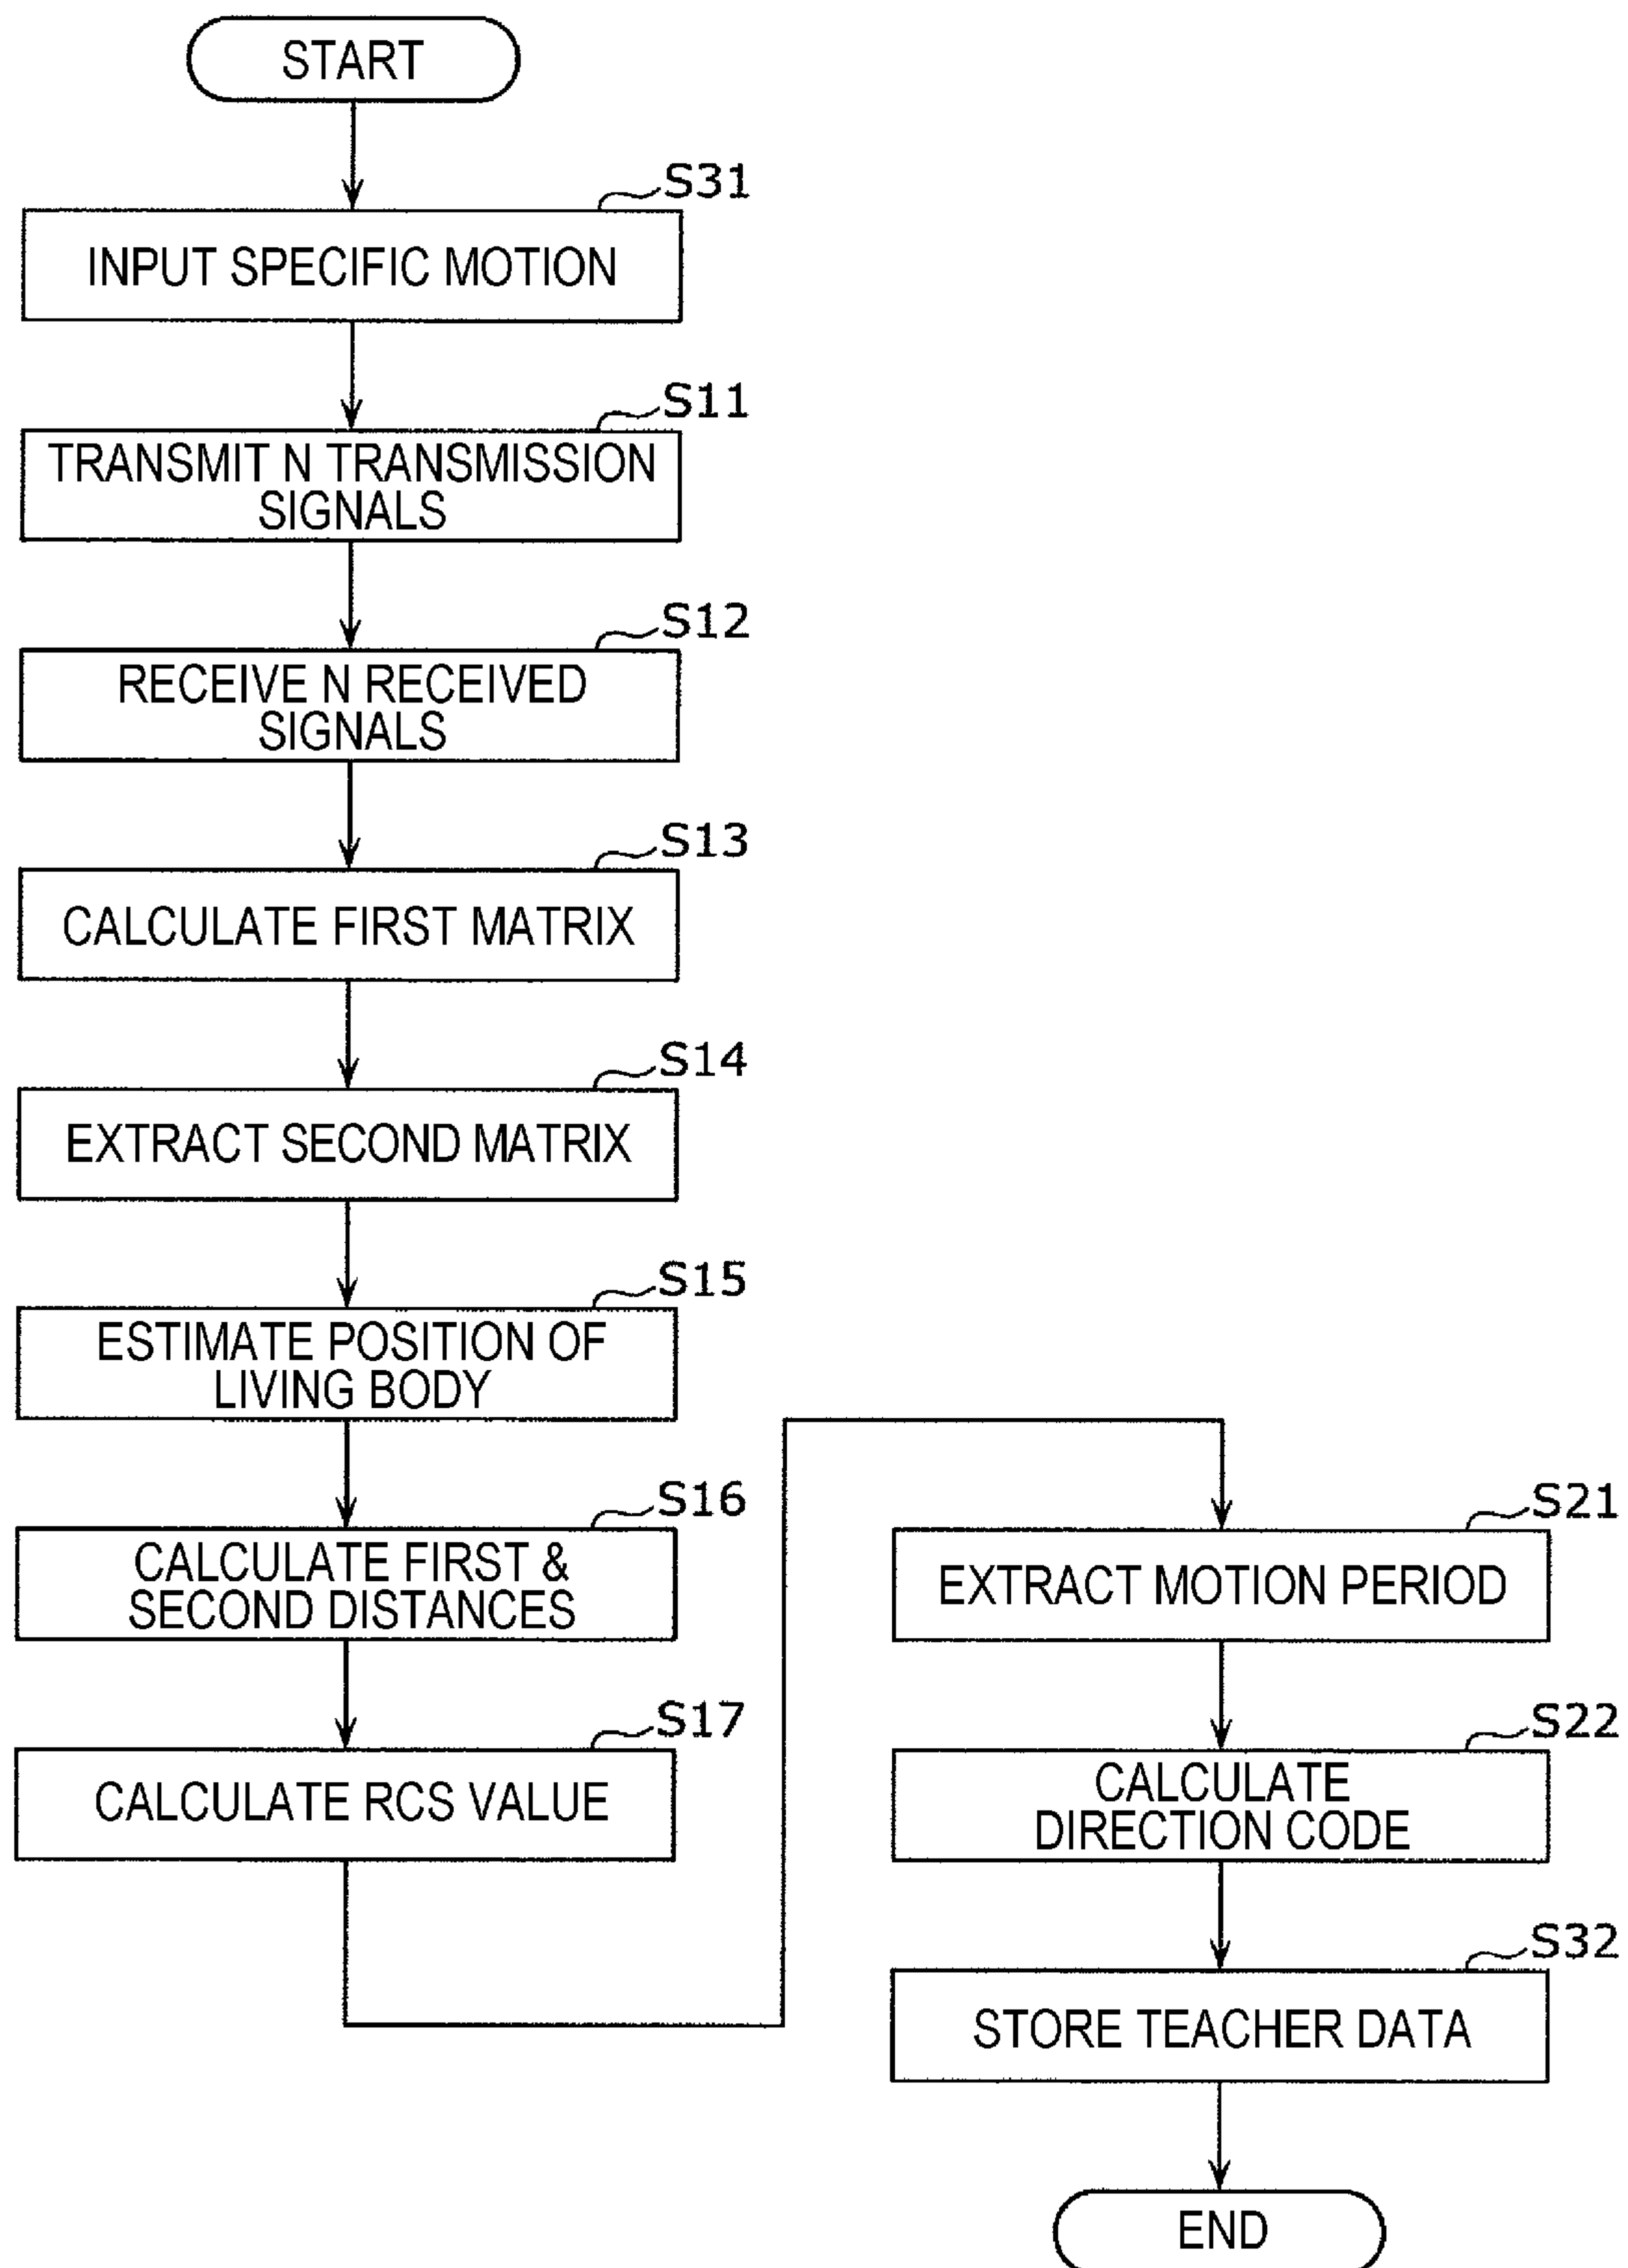 START
S31
INPUT SPECIFIC MOTION
S11
TRANSMIT N TRANSMISSION
SIGNALS
S12
RECEIVE N RECEIVED
SIGNALS
S13
CALCULATE FIRST MATRIX
S14
EXTRACT SECOND MATRIX
S15
ESTIMATE POSITION OF
LIVING BODY
S16
CALCULATE FIRST &
SECOND DISTANCES
S17
CALCULATE RCS VALUE
S21
EXTRACT MOTION PERIOD
S22
CALCULATE
DIRECTION CODE
S32
STORE TEACHER DATA
END